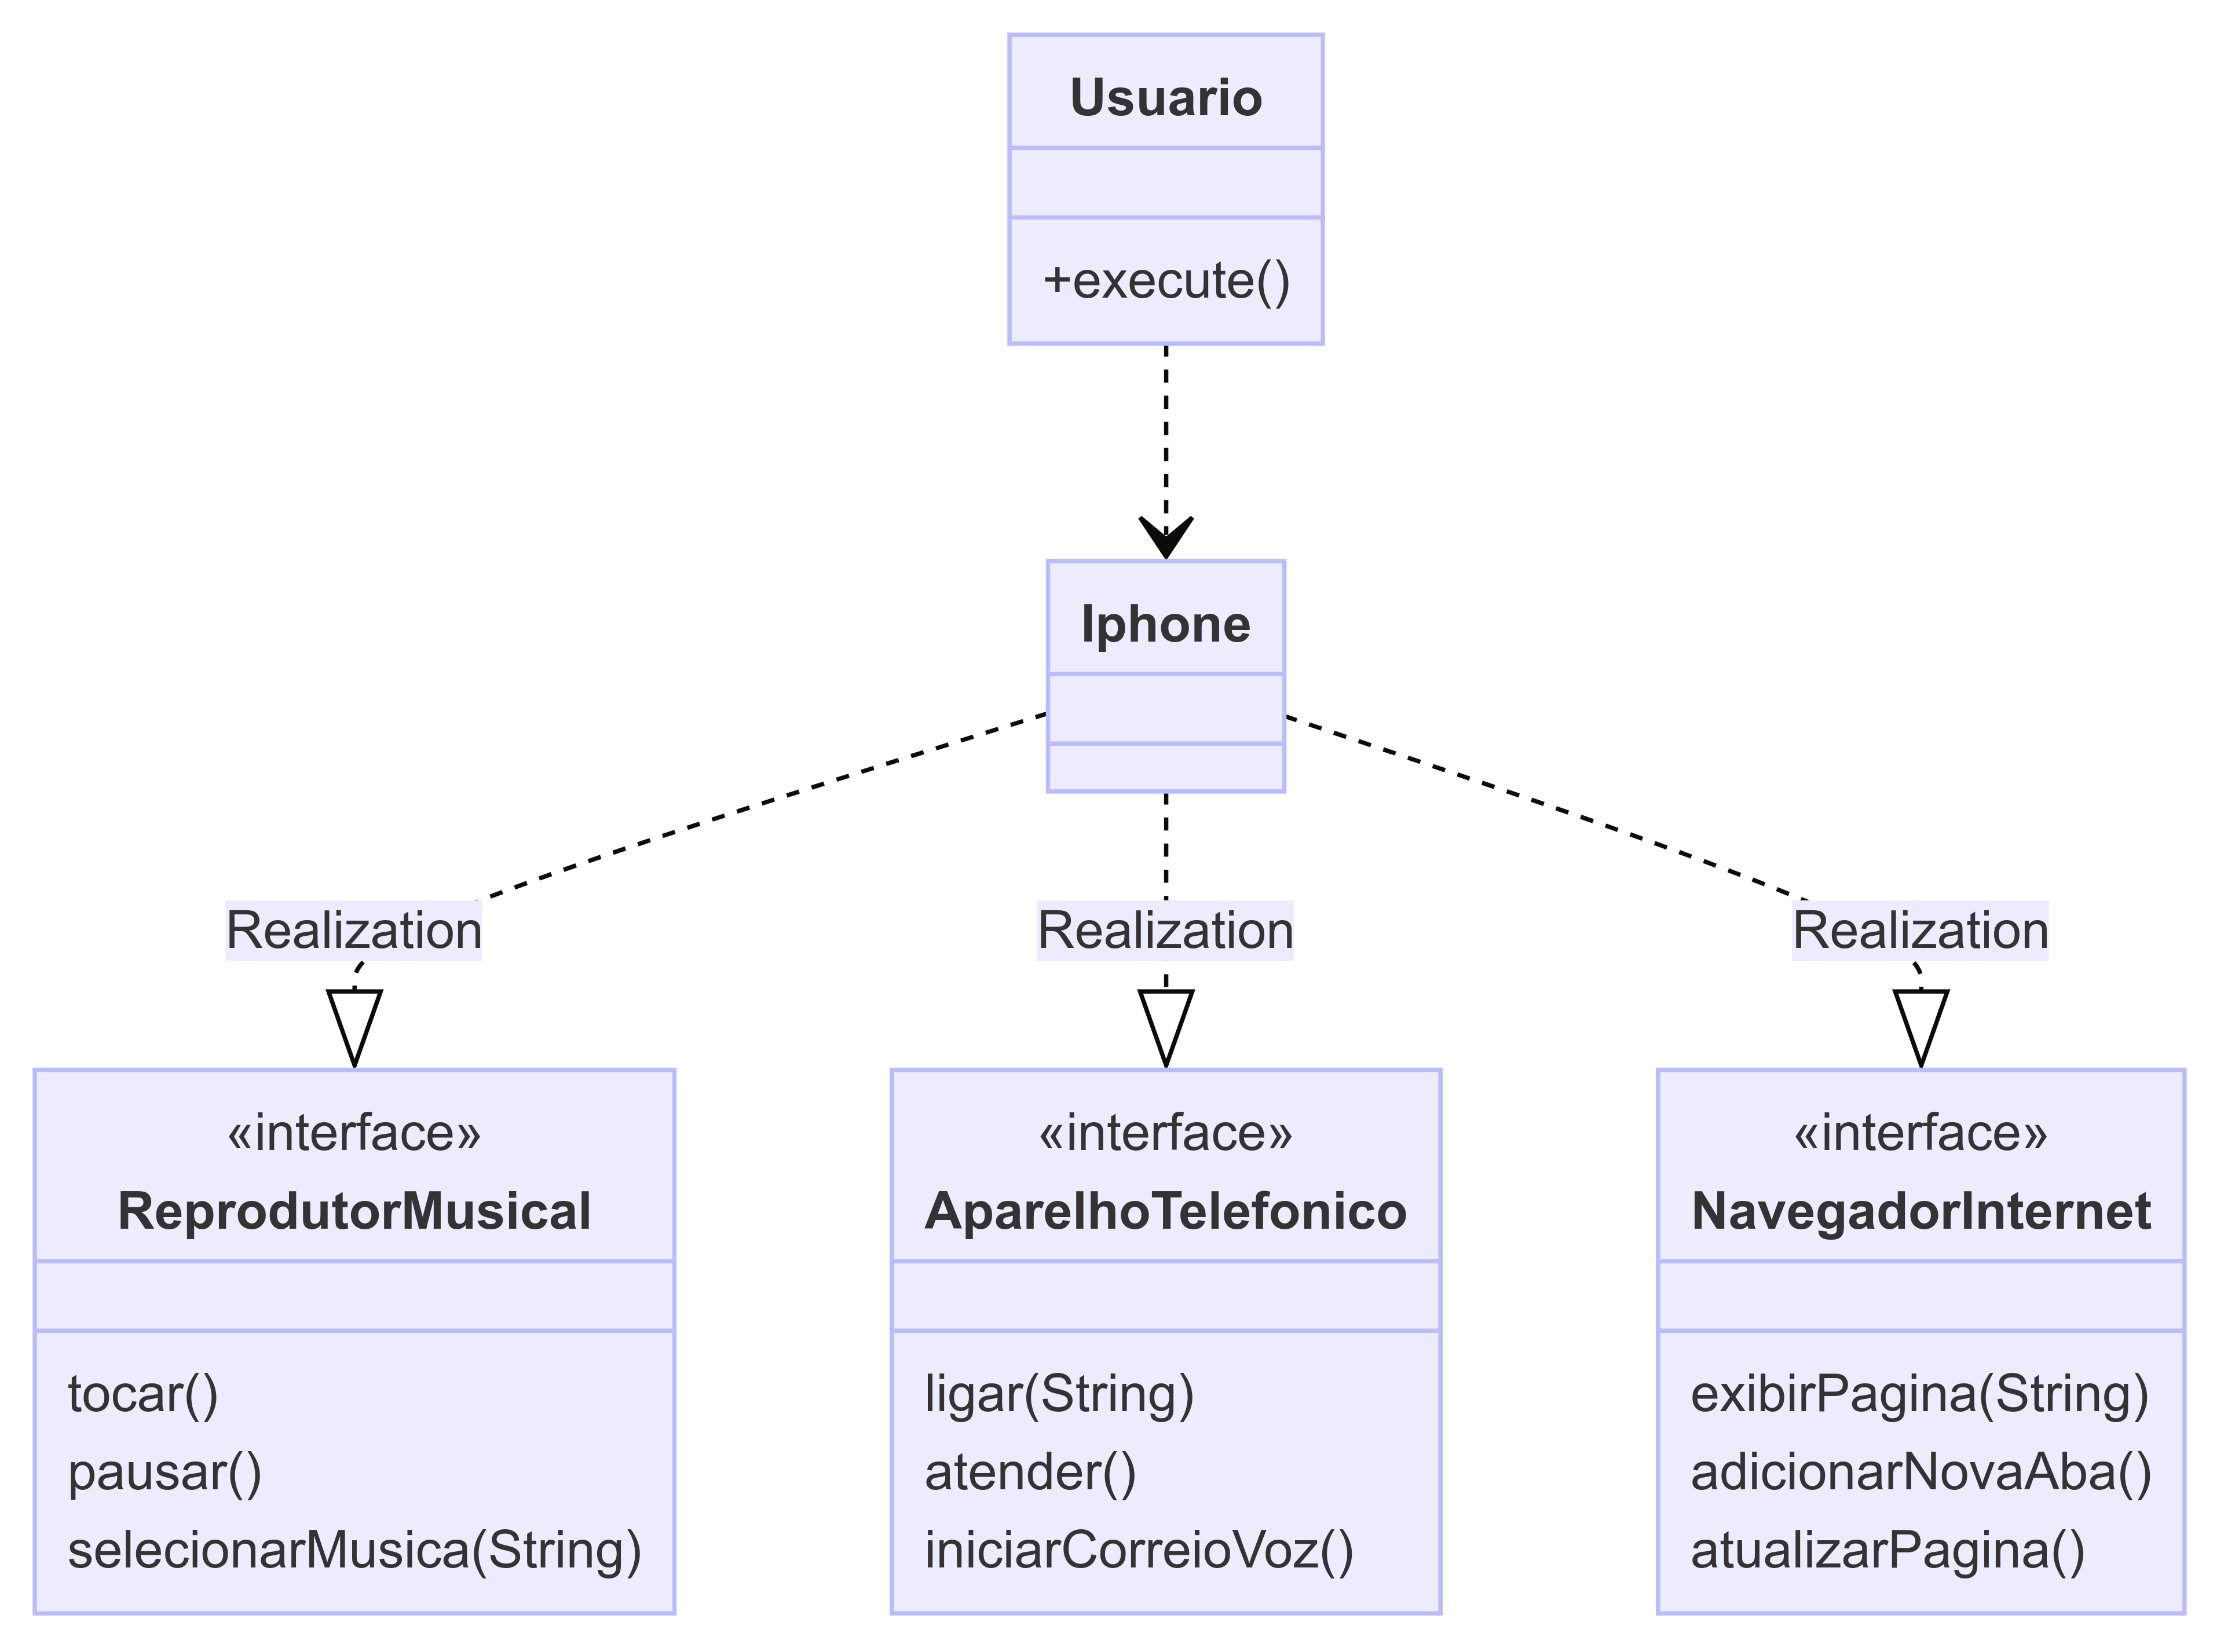 Usuario
+execute()
Iphone
Realization
Realization
Realization
«interface»
ReprodutorMusical
tocar()
pausar()
selecionarMusica(String)
«interface»
AparelhoTelefonico
ligar(String)
atender()
iniciarCorreioVoz()
«interface»
NavegadorInternet
exibirPagina(String)
adicionarNovaAba()
atualizarPagina()